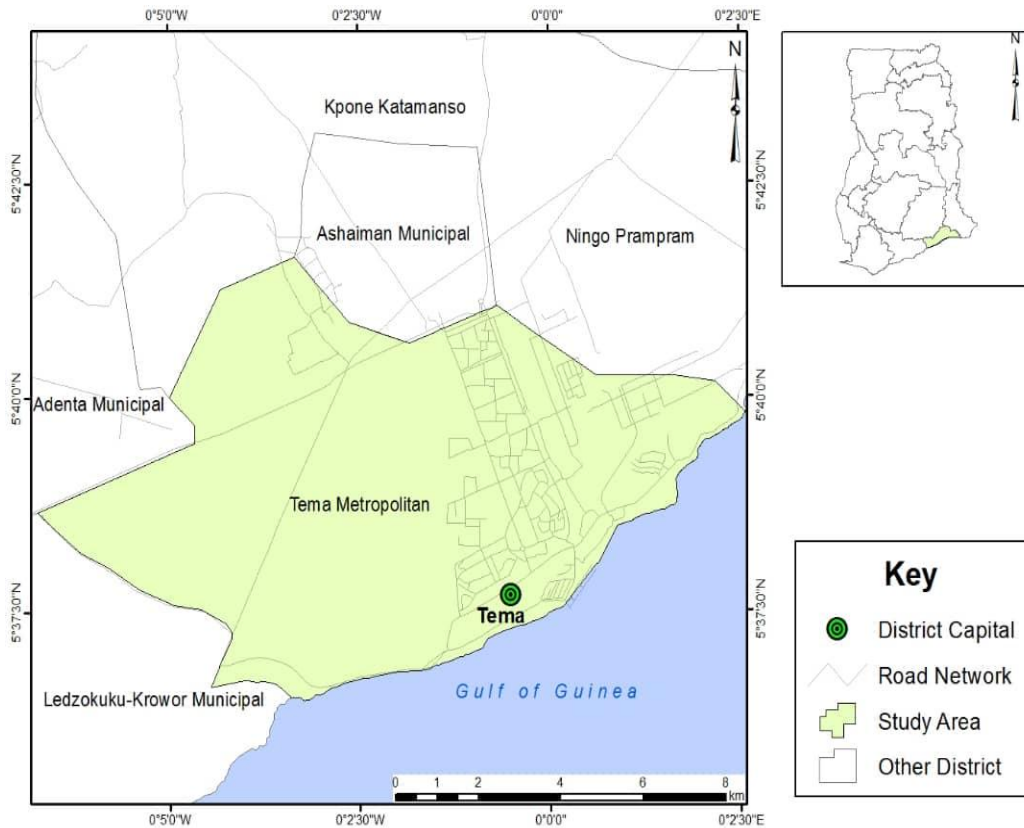 0°5'0"W 0°2'30"W 0°0'0" 0°2'30"E
N
N
Kpone Katamanso
5°42'30"N
5°42'30"N
Ashaiman Municipal
Ningo Prampram
5°40'0"N
5°40'0"N
Adenta Municipal
Tema Metropolitan
5°37'30"N
5°37'30"N
Tema
Ledzokuku-Krowor Municipal
Gulf of Guinea
0 1 2 4 6 8
km
0°5'0"W 0°2'30"W 0°0'0" 0°2'30"E
Key
District Capital
Road Network
Study Area
Other District